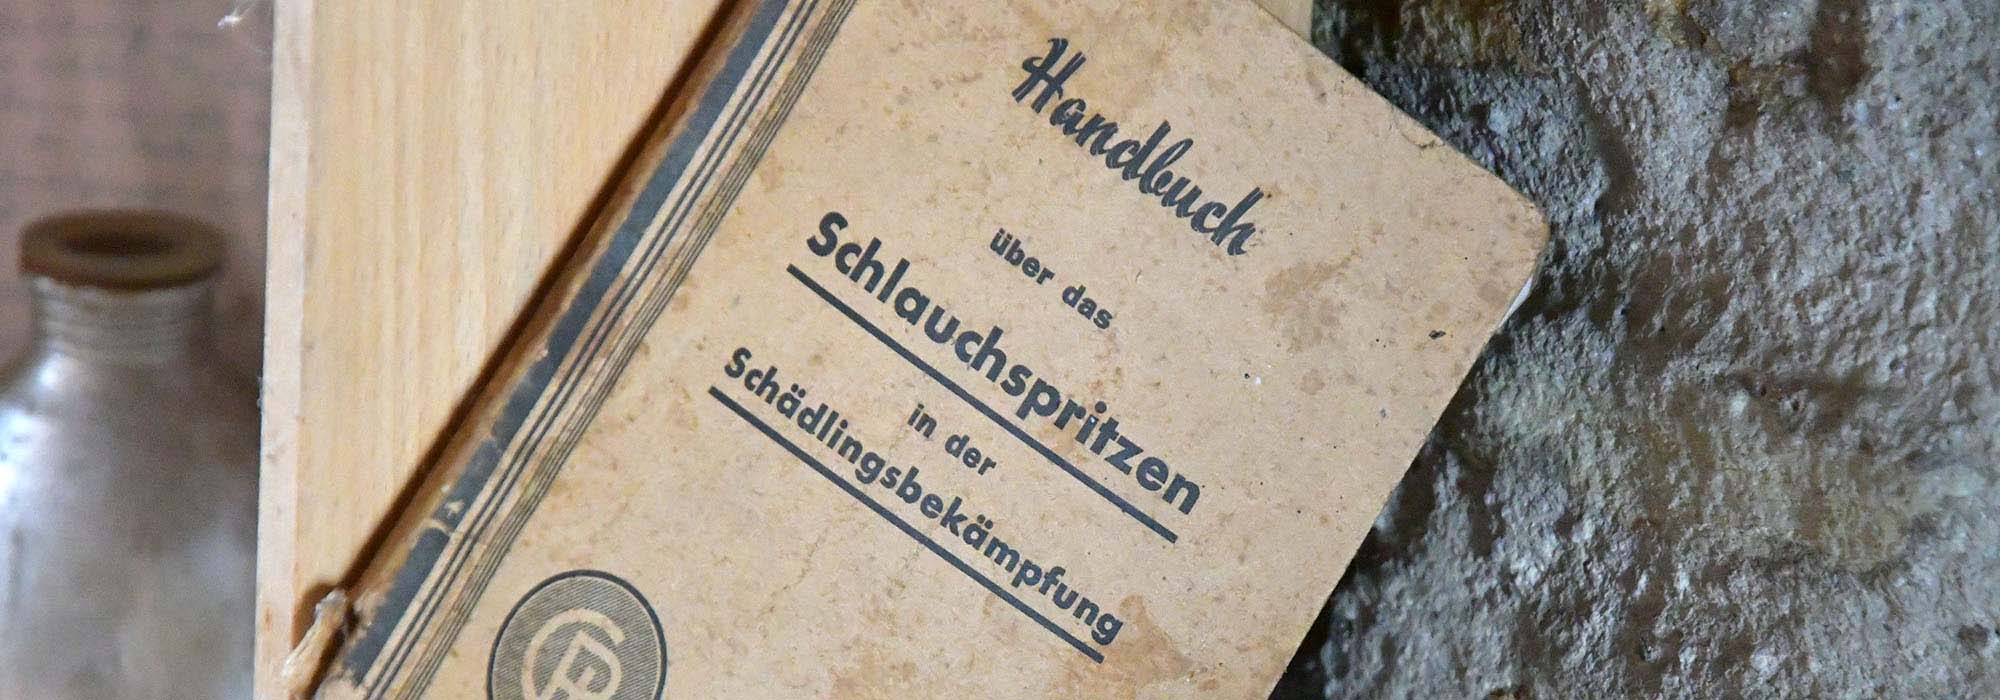 Handbuch
über das
Schlauchspritzen
in der
Schädlingsbekämpfung